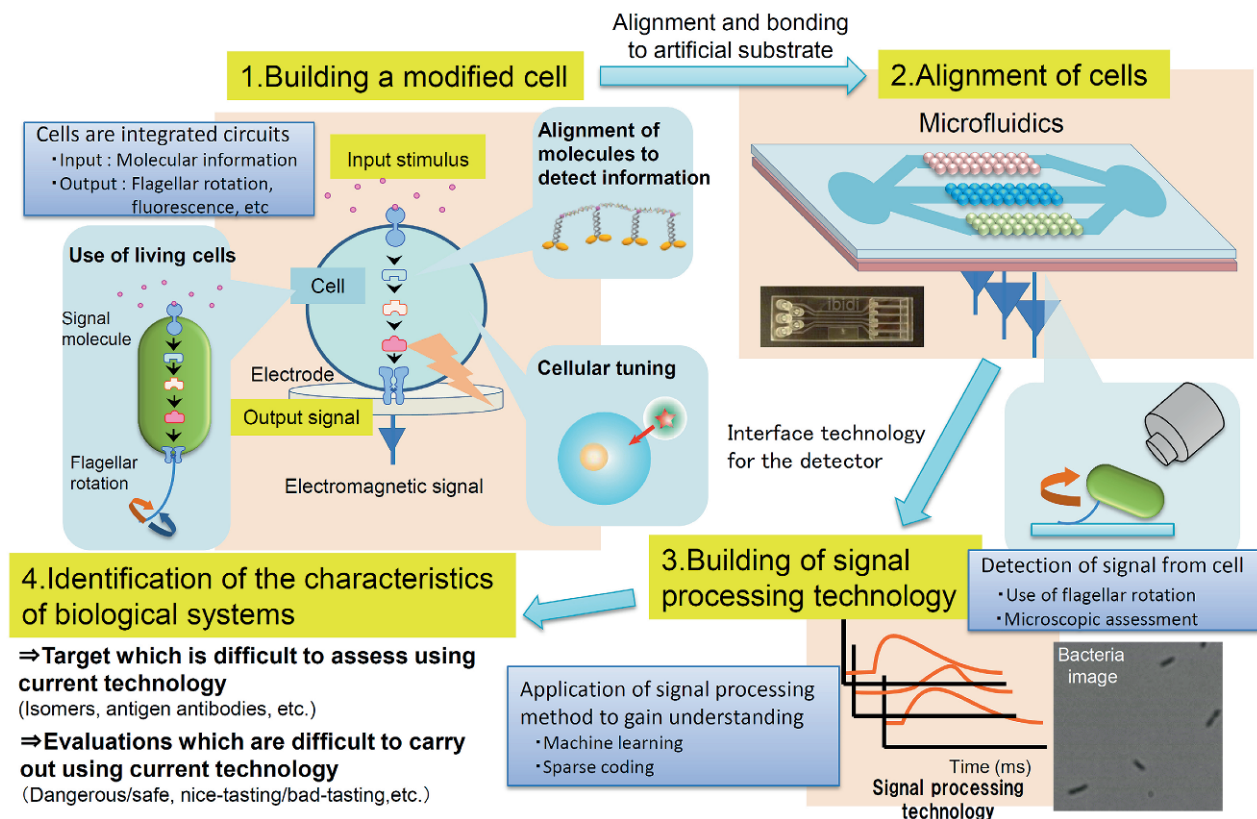 Alignment and bonding
to artificial substrate
1.Building a modified cell
2.Alignment of cells
Cells are integrated circuits
・Input : Molecular information
・Output : Flagellar rotation,
fluorescence, etc
Input stimulus
Alignment of
molecules to
detect information
Microfluidics
Use of living cells
Cell
Signal
molecule
ibidi
Electrode
Output signal
Cellular tuning
Flagellar
rotation
Electromagnetic signal
Interface technology
for the detector
4.Identification of the characteristics
of biological systems
3.Building of signal
processing technology
Detection of signal from cell
・Use of flagellar rotation
・Microscopic assessment
⇒Target which is difficult to assess using
current technology
(Isomers, antigen antibodies, etc.)
⇒Evaluations which are difficult to carry
out using current technology
（Dangerous/safe, nice-tasting/bad-tasting,etc.）
Application of signal processing
method to gain understanding
・Machine learning
・Sparse coding
Time (ms)
Signal processing
technology
Bacteria
image